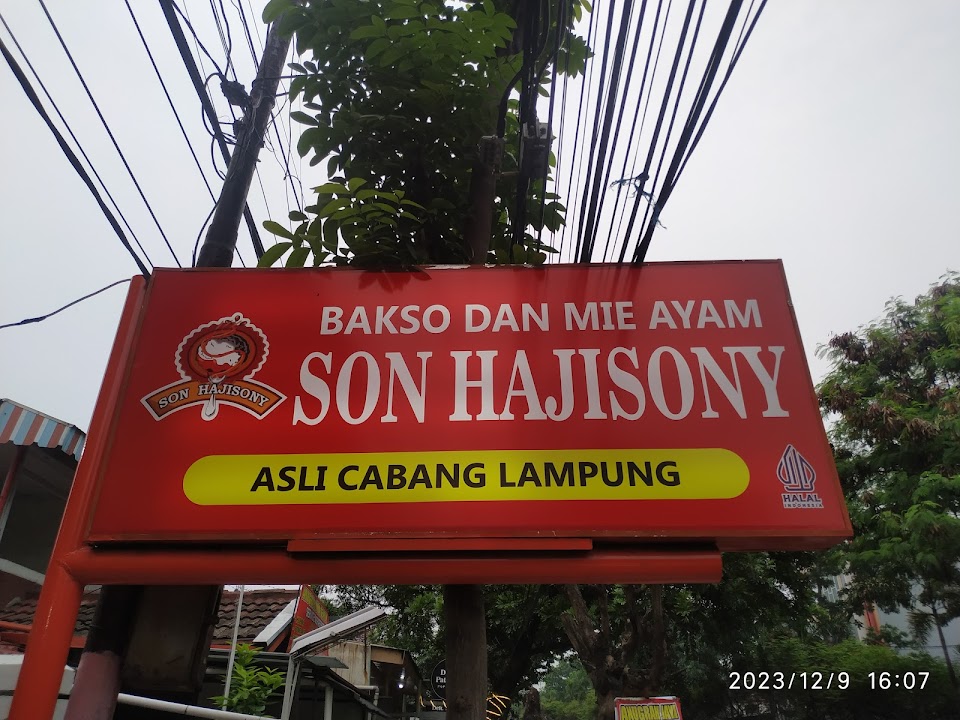 BAKSO DAN MIE AYAM
SON HAJISONY
SON HAJISONY
ASLI CABANG LAMPUNG
HALAL
INDONESIA
2023/12/9 16:07